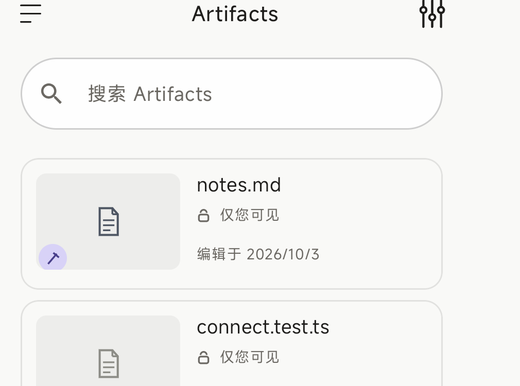 Artifacts
搜索 Artifacts
notes.md
仅您可见
编辑于 2026/10/3
connect.test.ts
仅您可见